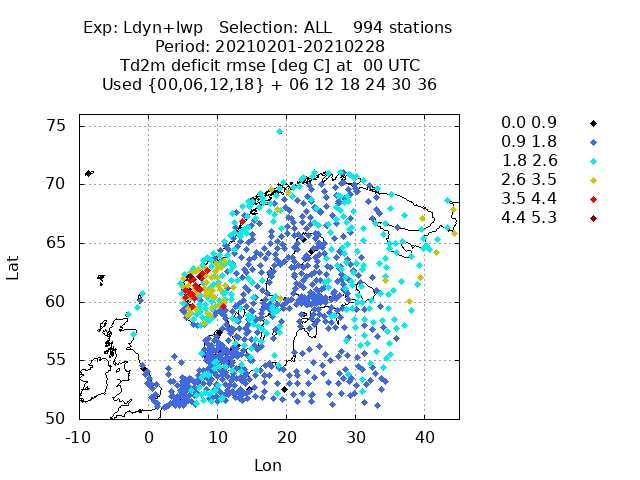 Exp: Ldyn+lwp   Selection: ALL    994 stations
Period: 20210201-20210228
Td2m deficit rmse [deg C] at  00 UTC
Used {00,06,12,18} + 06 12 18 24 30 36
0.0 0.9
0.9 1.8
1.8 2.6
2.6 3.5
3.5 4.4
4.4 5.3
75
70
65
60
55
50
Lat
-10 0 10 20 30 40
Lon